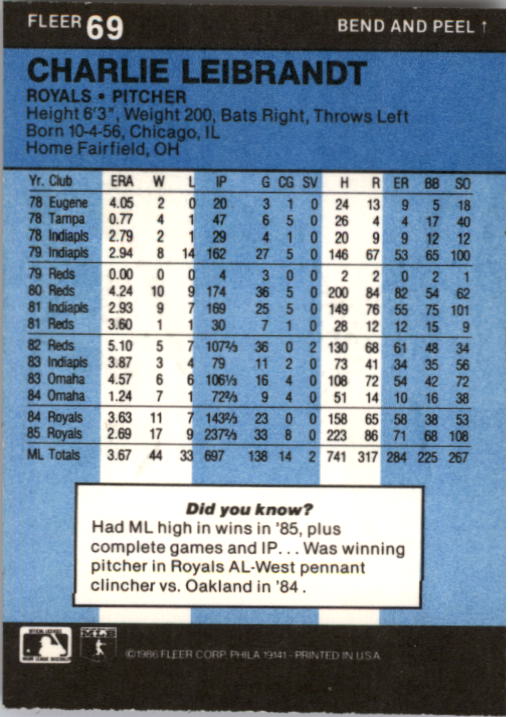 FLEER 69 BEND AND PEEL ↑
CHARLIE LEIBRANDT
ROYALS • PITCHER
Height 6'3", Weight 200, Bats Right, Throws Left
Born 10-4-56, Chicago, IL
Home Fairfield, OH
Yr. Club ERA W L IP G CG SV H R ER BB SO
78 Eugene 4.05 2 0 20 3 1 0 24 13 9 5 18
78 Tampa 0.77 4 1 47 6 5 0 26 4 4 17 40
78 Indiapls 2.79 2 1 29 4 1 0 20 9 9 12 12
79 Indiapls 2.94 8 14 162 27 5 0 146 67 53 65 100
79 Reds 0.00 0 0 4 3 0 0 2 2 0 2 1
80 Reds 4.24 10 9 174 36 5 0 200 84 82 54 62
81 Indiapls 2.93 9 7 169 25 5 0 149 76 55 75 101
81 Reds 3.60 1 1 30 7 1 0 28 12 12 15 9
82 Reds 5.10 5 7 107⅔ 36 0 2 130 68 61 48 34
83 Indiapls 3.87 3 4 79 11 2 0 73 41 34 35 56
83 Omaha 4.57 6 6 106⅓ 16 4 0 108 72 54 42 72
84 Omaha 1.24 7 1 72⅔ 9 4 0 51 14 10 16 38
84 Royals 3.63 11 7 143⅔ 23 0 0 158 65 58 38 53
85 Royals 2.69 17 9 237⅔ 33 8 0 223 86 71 68 108
ML Totals 3.67 44 33 697 138 14 2 741 317 284 225 267
Did you know?
Had ML high in wins in '85, plus
complete games and IP... Was winning
pitcher in Royals AL-West pennant
clincher vs. Oakland in '84.
©1986 FLEER CORP. PHILA 19141 - PRINTED IN U.S.A.